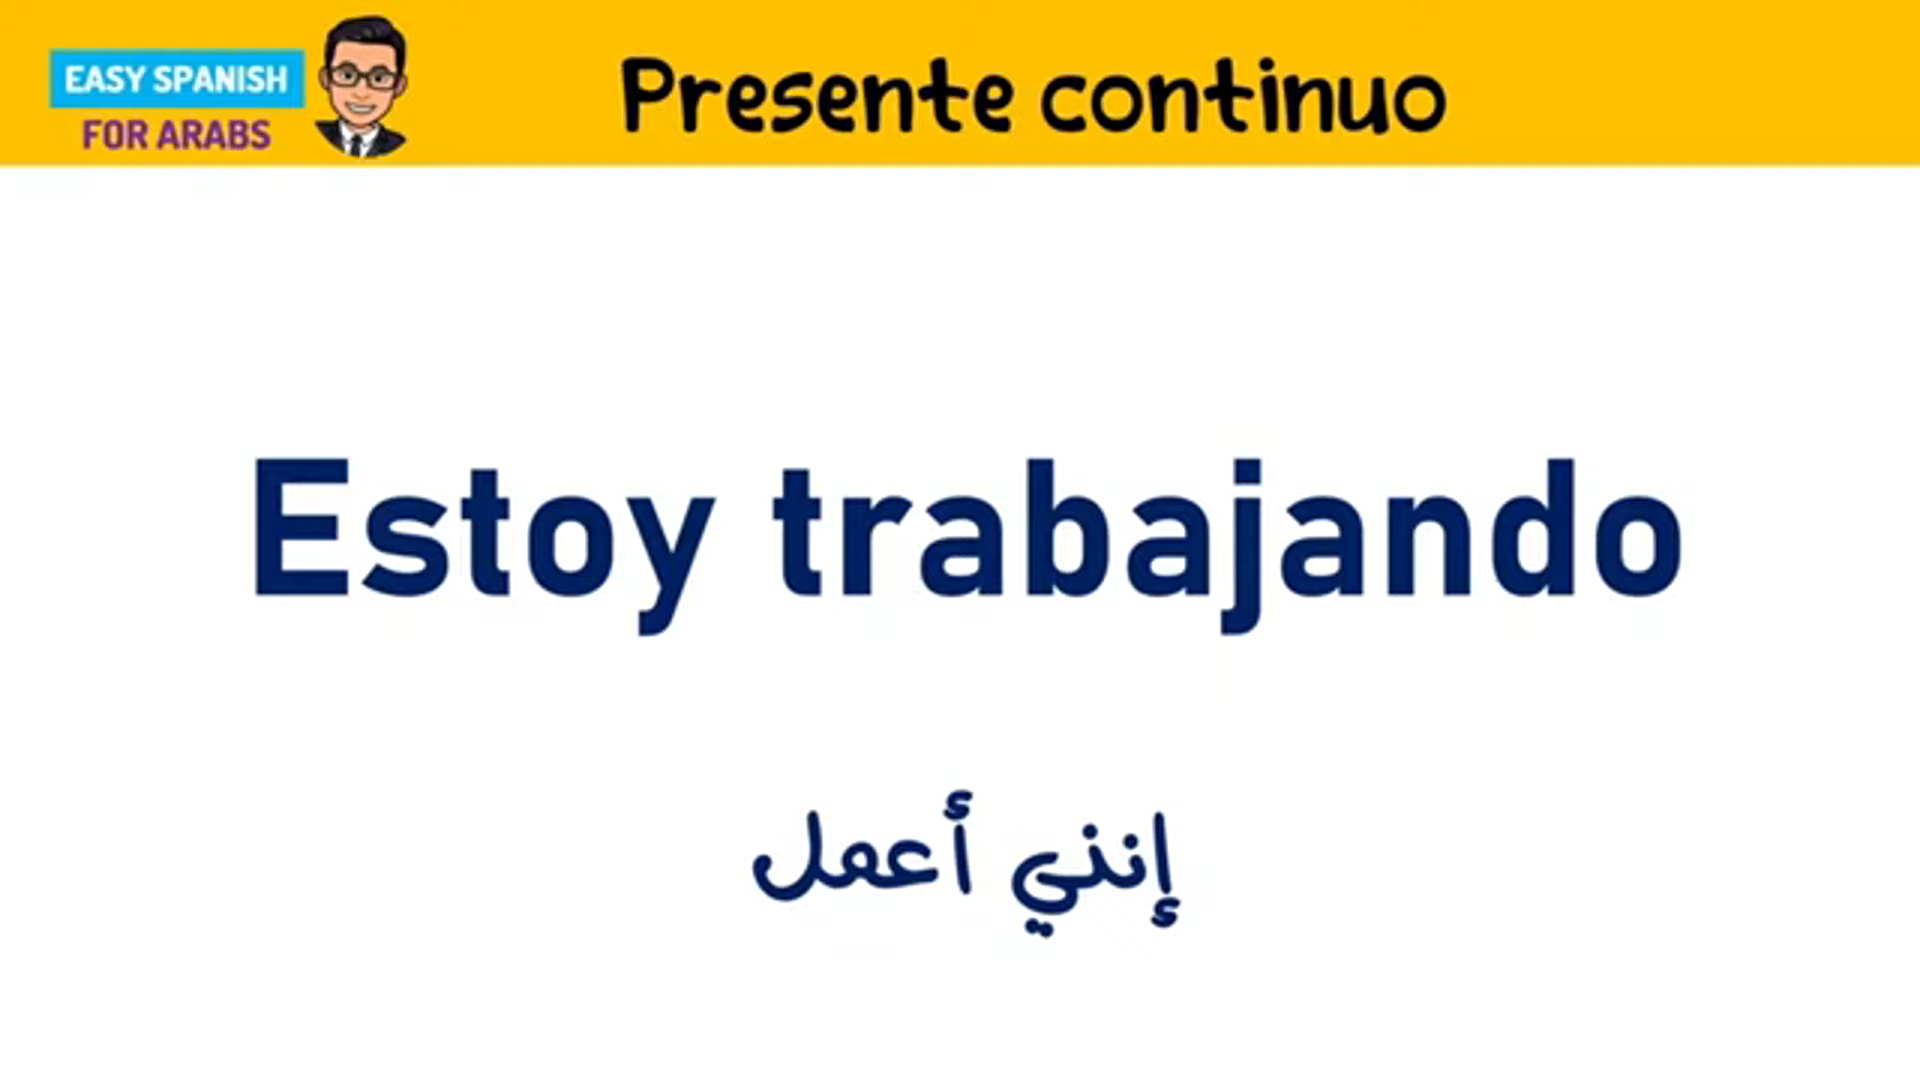 EASY SPANISH
FOR ARABS
Presente continuo
Estoy trabajando
إنني أعمل